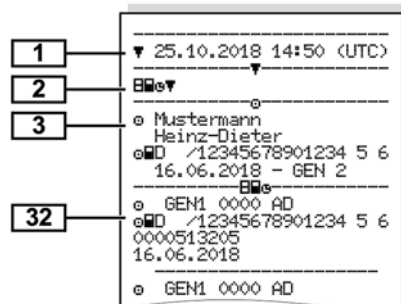 1
▼ 25.10.2018 14:50 (UTC)
2
3
Mustermann
Heinz-Dieter
D /12345678901234 5 6
16.06.2018 - GEN 2
32
GEN1 0000 AD
D /12345678901234 5 6
0000513205
16.06.2018
GEN1 0000 AD